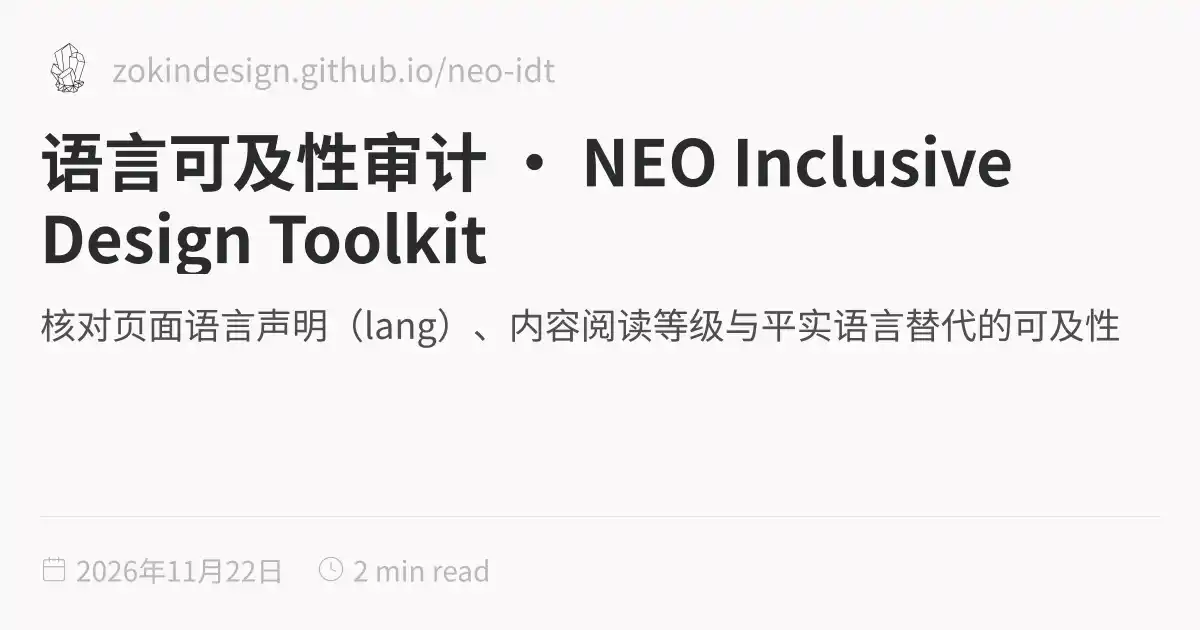 zokindesign.github.io/neo-idt
语言可及性审计 · NEO Inclusive
Design Toolkit
核对页面语言声明（lang）、内容阅读等级与平实语言替代的可及性
2026年11月22日
2 min read